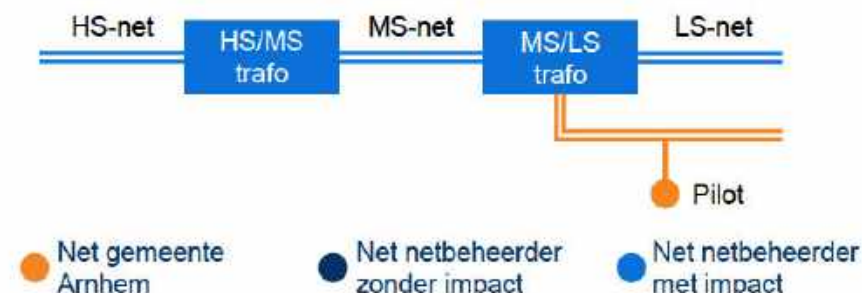 HS-net
HS/MS
trafo
MS-net
MS/LS
trafo
LS-net
Pilot
Net gemeente
Arnhem
Net netbeheerder
zonder impact
Net netbeheerder
met impact